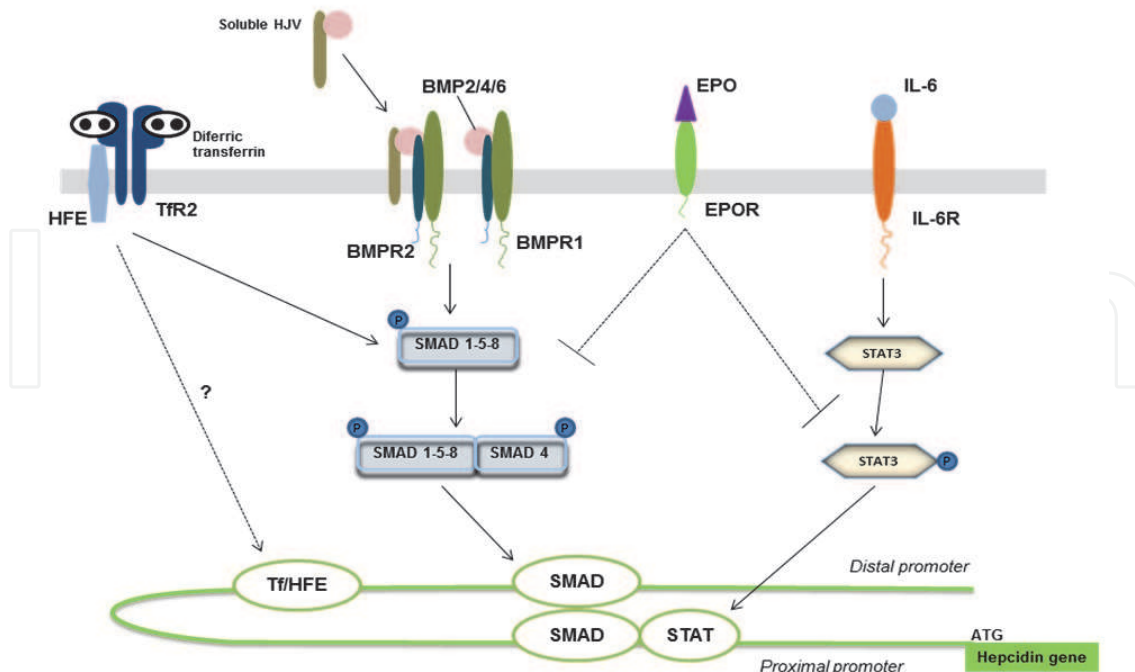 Soluble HJV
BMP2/4/6
EPO
IL-6
Diferric
transferrin
HFE
TfR2
BMPR2
BMPR1
EPOR
IL-6R
P
SMAD 1-5-8
STAT3
?
P
P
SMAD 1-5-8
SMAD 4
STAT3
P
Tf/HFE
SMAD
Distal promoter
SMAD
STAT
ATG
Hepcidin gene
Proximal promoter